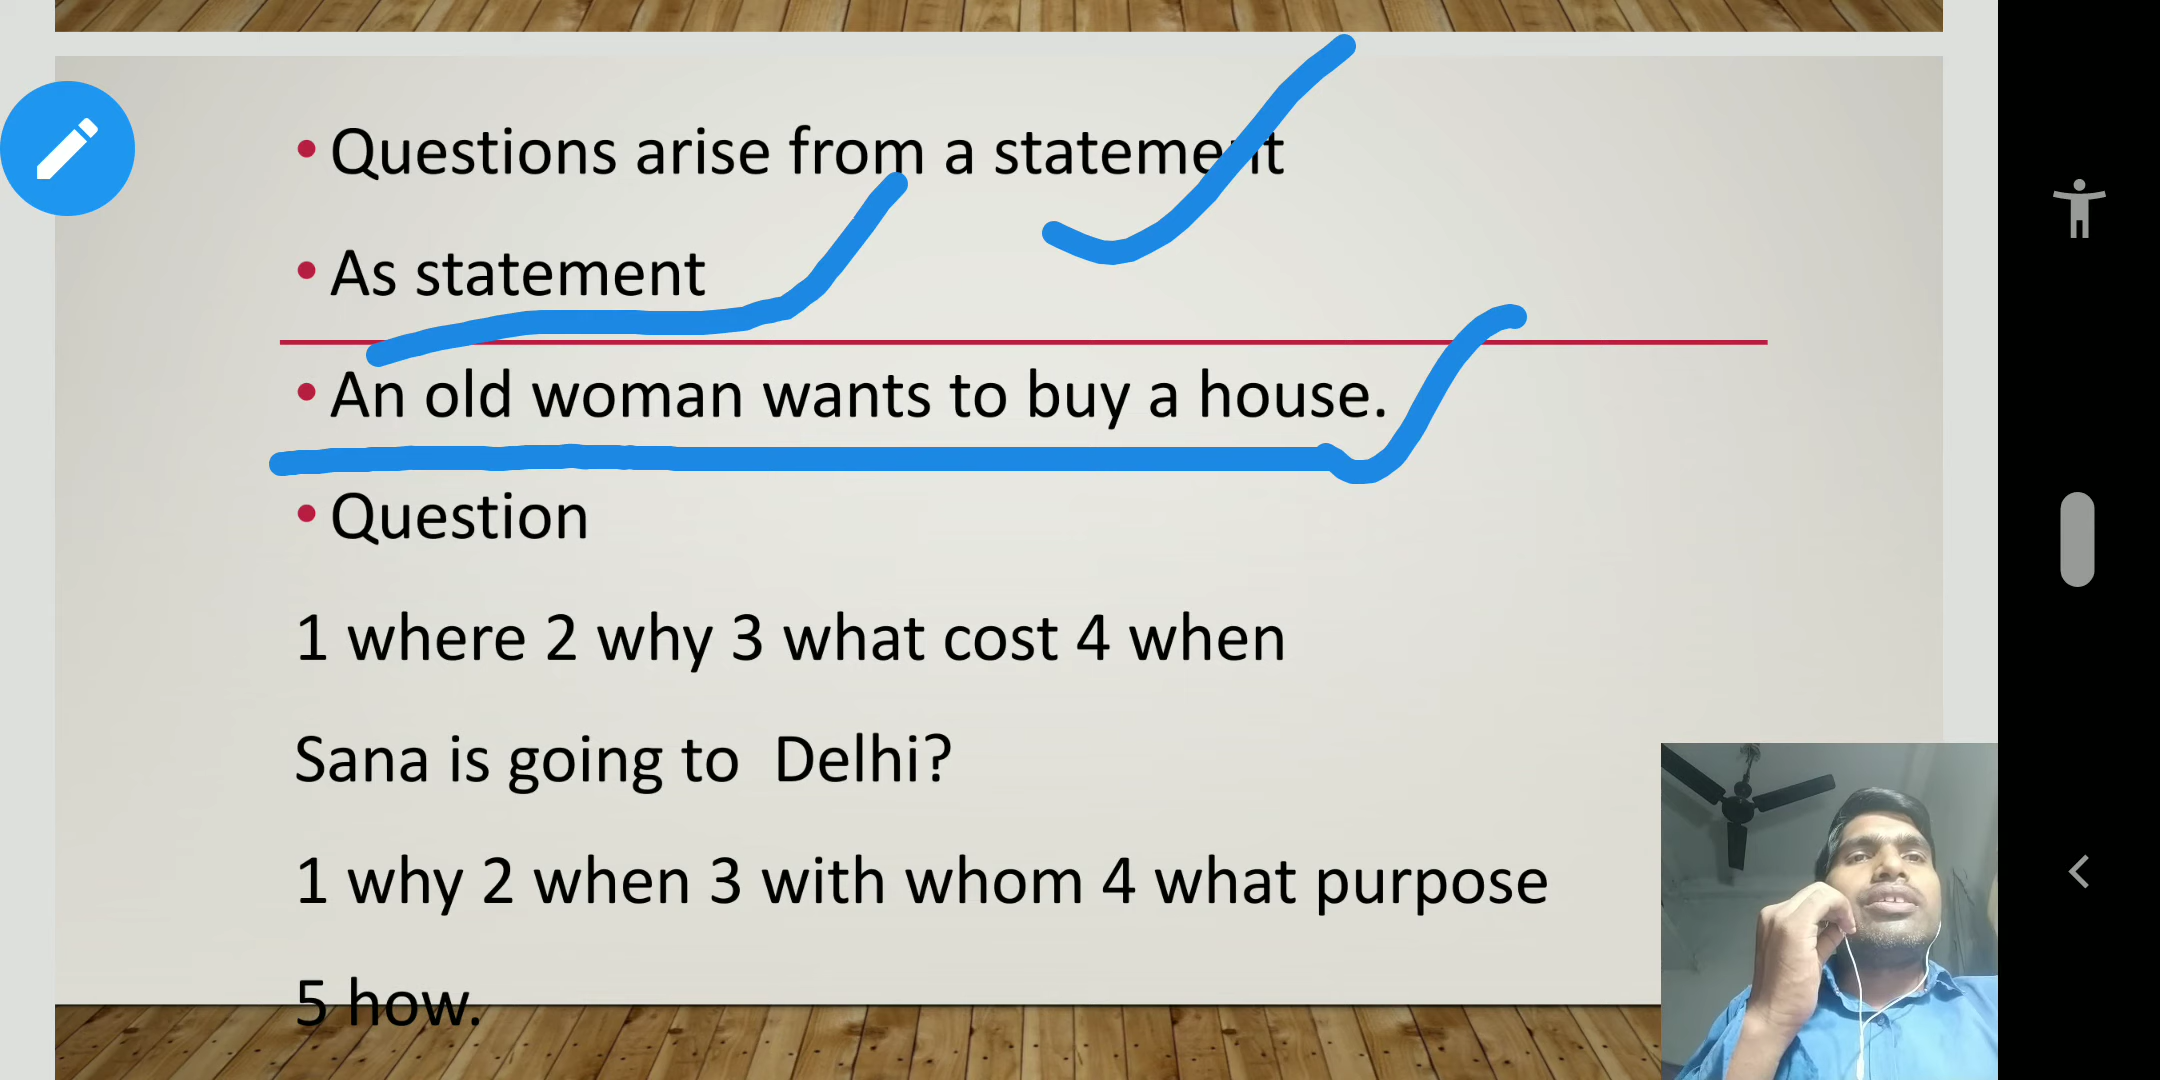 • Questions arise from a statement
• As statement
• An old woman wants to buy a house.
• Question
1 where 2 why 3 what cost 4 when
Sana is going to  Delhi?
1 why 2 when 3 with whom 4 what purpose
5 how.